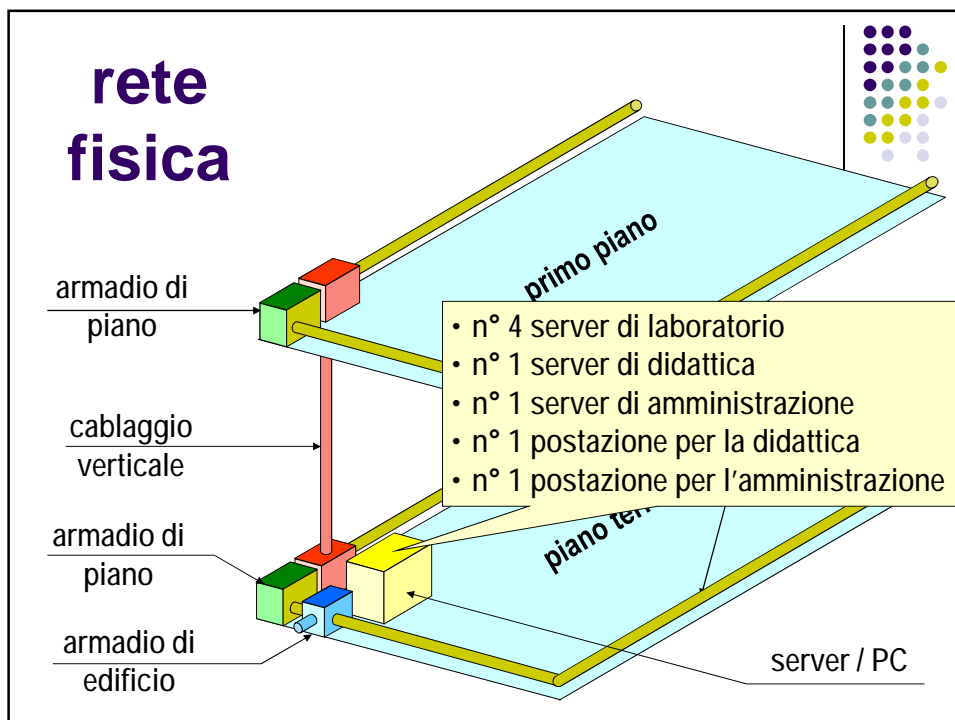 rete
fisica
primo piano
armadio di
piano
• n° 4 server di laboratorio
• n° 1 server di didattica
• n° 1 server di amministrazione
• n° 1 postazione per la didattica
• n° 1 postazione per l’amministrazione
cablaggio
verticale
piano
armadio di
piano
armadio di
edificio
server / PC